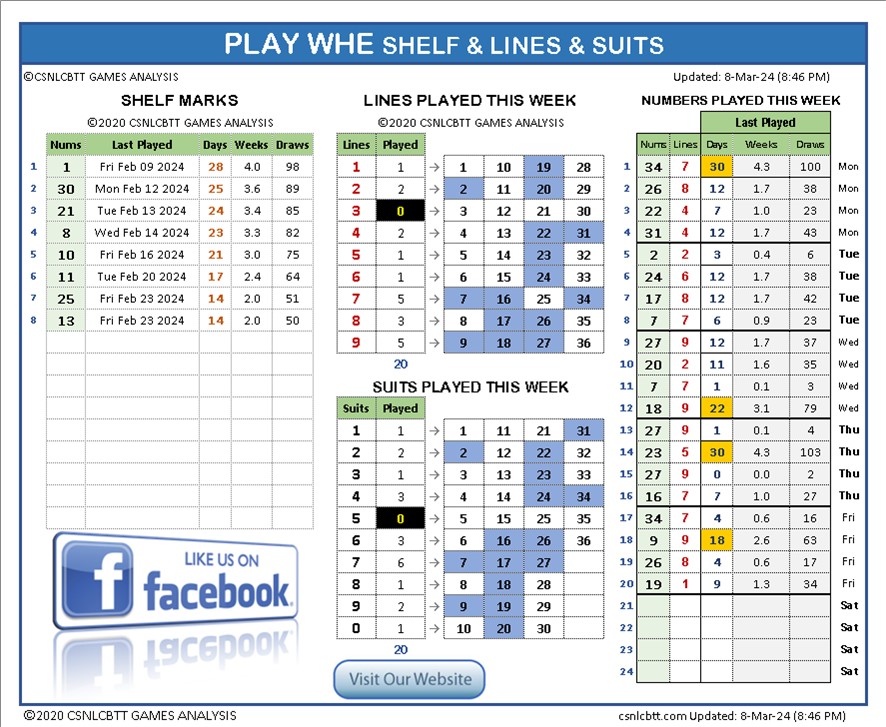 PLAY WHE SHELF & LINES & SUITS
©CSNLCBTT GAMES ANALYSIS
Updated: 8-Mar-24 (8:46 PM)
SHELF MARKS
©2020 CSNLCBTT GAMES ANALYSIS
Nums Last Played Days Weeks Draws
1 1 Fri Feb 09 2024 28 4.0 98
2 30 Mon Feb 12 2024 25 3.6 89
3 21 Tue Feb 13 2024 24 3.4 85
4 8 Wed Feb 14 2024 23 3.3 82
5 10 Fri Feb 16 2024 21 3.0 75
6 11 Tue Feb 20 2024 17 2.4 64
7 25 Fri Feb 23 2024 14 2.0 51
8 13 Fri Feb 23 2024 14 2.0 50
LIKE US ON
facebook.
LINES PLAYED THIS WEEK
©2020 CSNLCBTT GAMES ANALYSIS
Lines Played
1 1 → 1 10 19 28
2 2 → 2 11 20 29
3 0 → 3 12 21 30
4 2 → 4 13 22 31
5 1 → 5 14 23 32
6 1 → 6 15 24 33
7 5 → 7 16 25 34
8 3 → 8 17 26 35
9 5 → 9 18 27 36
20
SUITS PLAYED THIS WEEK
Suits Played
1 1 → 1 11 21 31
2 2 → 2 12 22 32
3 1 → 3 13 23 33
4 3 → 4 14 24 34
5 0 → 5 15 25 35
6 3 → 6 16 26 36
7 6 → 7 17 27
8 1 → 8 18 28
9 2 → 9 19 29
0 1 → 10 20 30
20
Visit Our Website
NUMBERS PLAYED THIS WEEK
Last Played
Nums Lines Days Weeks Draws
1 34 7 30 4.3 100 Mon
2 26 8 12 1.7 38 Mon
3 22 4 7 1.0 23 Mon
4 31 4 12 1.7 43 Mon
5 2 2 3 0.4 6 Tue
6 24 6 12 1.7 38 Tue
7 17 8 12 1.7 42 Tue
8 7 7 6 0.9 23 Tue
9 27 9 12 1.7 37 Wed
10 20 2 11 1.6 35 Wed
11 7 7 1 0.1 3 Wed
12 18 9 22 3.1 79 Wed
13 27 9 1 0.1 4 Thu
14 23 5 30 4.3 103 Thu
15 27 9 0 0.0 2 Thu
16 16 7 7 1.0 27 Thu
17 34 7 4 0.6 16 Fri
18 9 9 18 2.6 63 Fri
19 26 8 4 0.6 17 Fri
20 19 1 9 1.3 34 Fri
21 Sat
22 Sat
23 Sat
24 Sat
©2020 CSNLCBTT GAMES ANALYSIS
csnlcbtt.com Updated: 8-Mar-24 (8:46 PM)